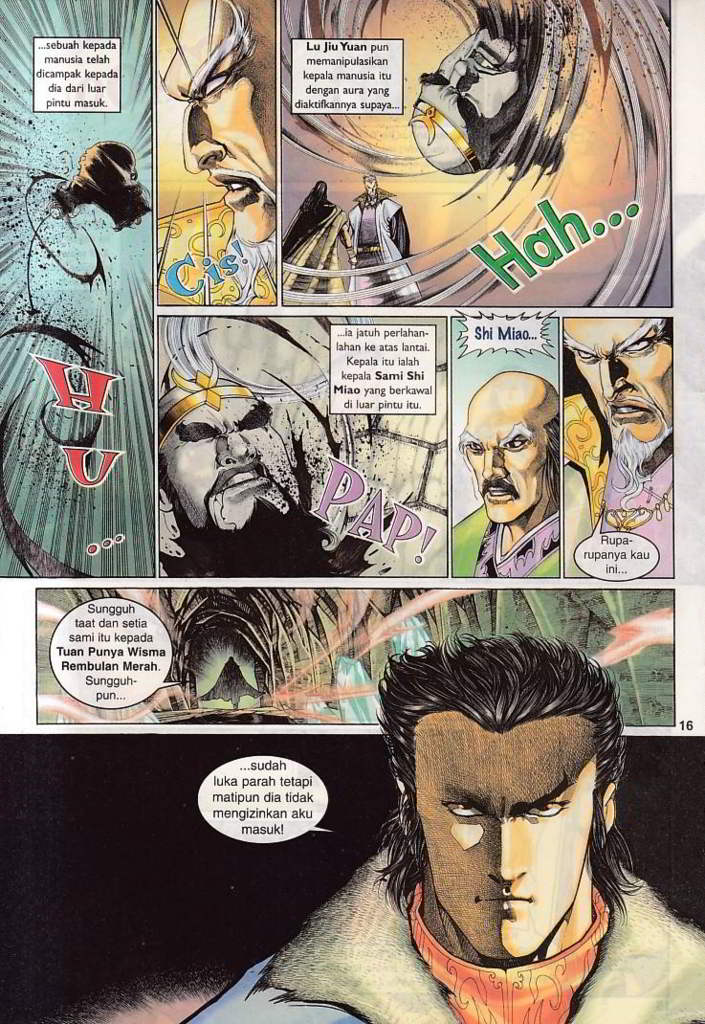 ...sebuah kepada
manusia telah
dicampak kepada
dia dari luar
pintu masuk.
HU...
Cis!
Lu Jiu Yuan pun
memanipulasikan
kepala manusia itu
dengan aura yang
diaktifkannya supaya...
Hah...
...ia jatuh perlahan-
lahan ke atas lantai.
Kepala itu ialah
kepala Sami Shi
Miao yang berkawal
di luar pintu itu.
PAP!
Shi Miao...
Rupa-
rupanya kau
ini...
Sungguh
taat dan setia
sami itu kepada
Tuan Punya Wisma
Rembulan Merah.
Sungguh-
pun...
16
...sudah
luka parah tetapi
matipun dia tidak
mengizinkan aku
masuk!